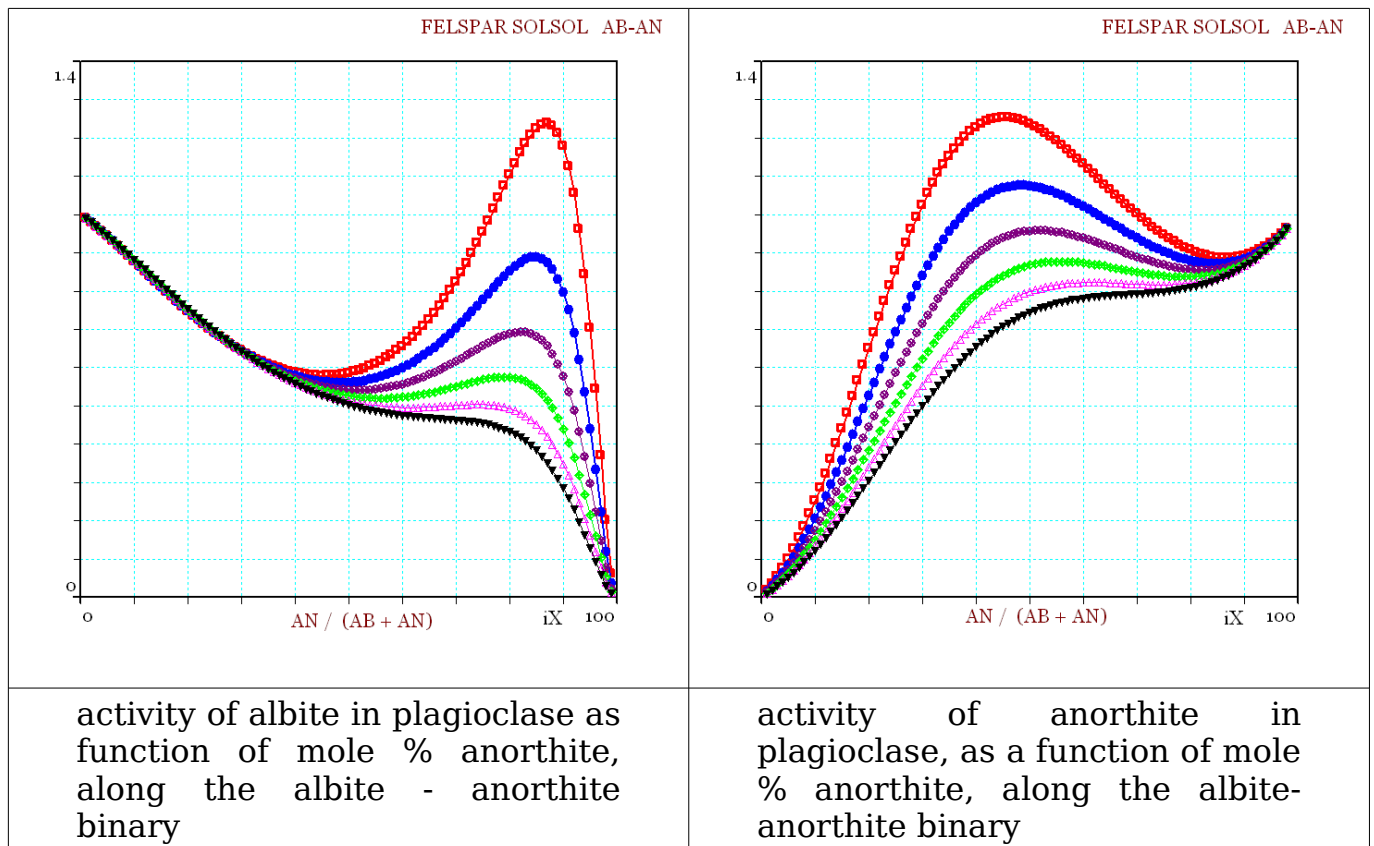 FELSPAR SOLSOL AB-AN
1.4
0
0
AN / (AB + AN)
iX
100
activity of albite in plagioclase as
function of mole % anorthite,
along the albite - anorthite
binary
FELSPAR SOLSOL AB-AN
1.4
0
0
AN / (AB + AN)
iX
100
activity of anorthite in
plagioclase, as a function of mole
% anorthite, along the albite-
anorthite binary